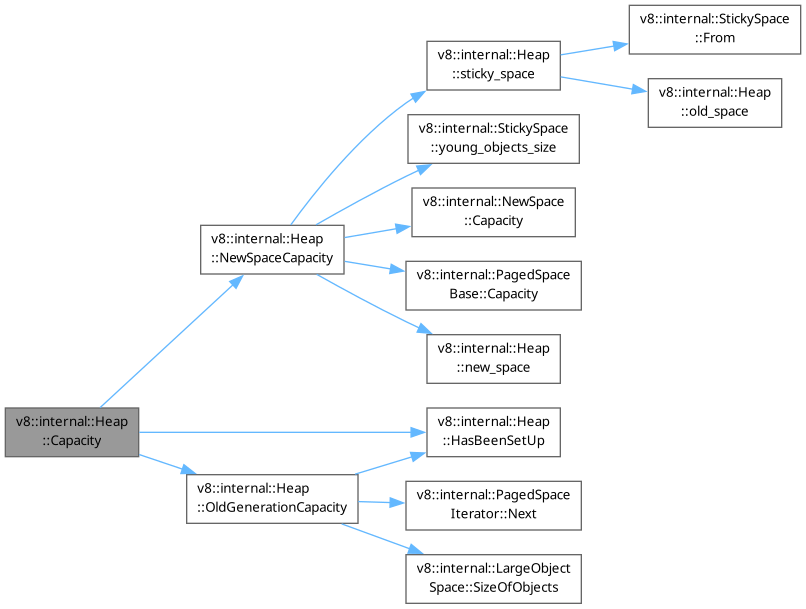 v8::internal::StickySpace
::From
v8::internal::Heap
::sticky_space
v8::internal::Heap
::old_space
v8::internal::StickySpace
::young_objects_size
v8::internal::NewSpace
::Capacity
v8::internal::Heap
::NewSpaceCapacity
v8::internal::PagedSpace
Base::Capacity
v8::internal::Heap
::new_space
v8::internal::Heap
::Capacity
v8::internal::Heap
::HasBeenSetUp
v8::internal::Heap
::OldGenerationCapacity
v8::internal::PagedSpace
Iterator::Next
v8::internal::LargeObject
Space::SizeOfObjects